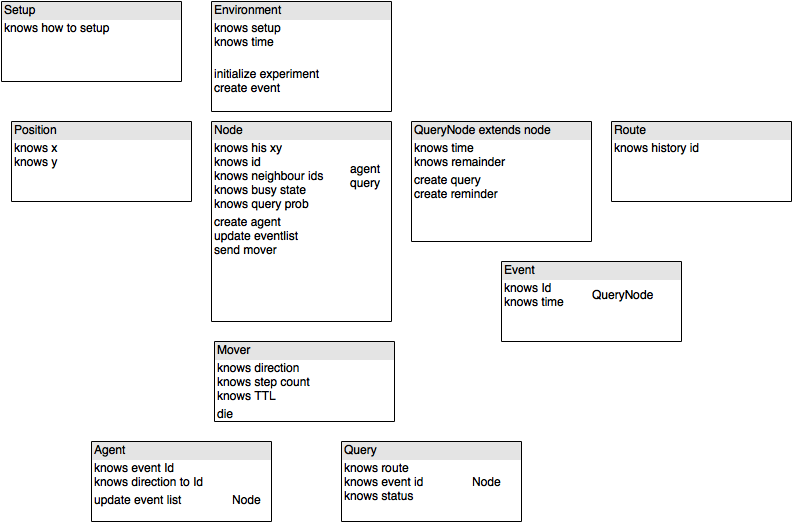 Setup
knows how to setup
Environment
knows setup
knows time
initialize experiment
create event
Position
knows x
knows y
Node
knows his xy
knows id
knows neighbour ids
knows busy state
knows query prob
create agent
update eventlist
send mover
agent
query
QueryNode extends node
knows time
knows remainder
create query
create reminder
Route
knows history id
Event
knows Id
knows time
QueryNode
Mover
knows direction
knows step count
knows TTL
die
Agent
knows event Id
knows direction to Id
update event list
Node
Query
knows route
knows event id
knows status
Node